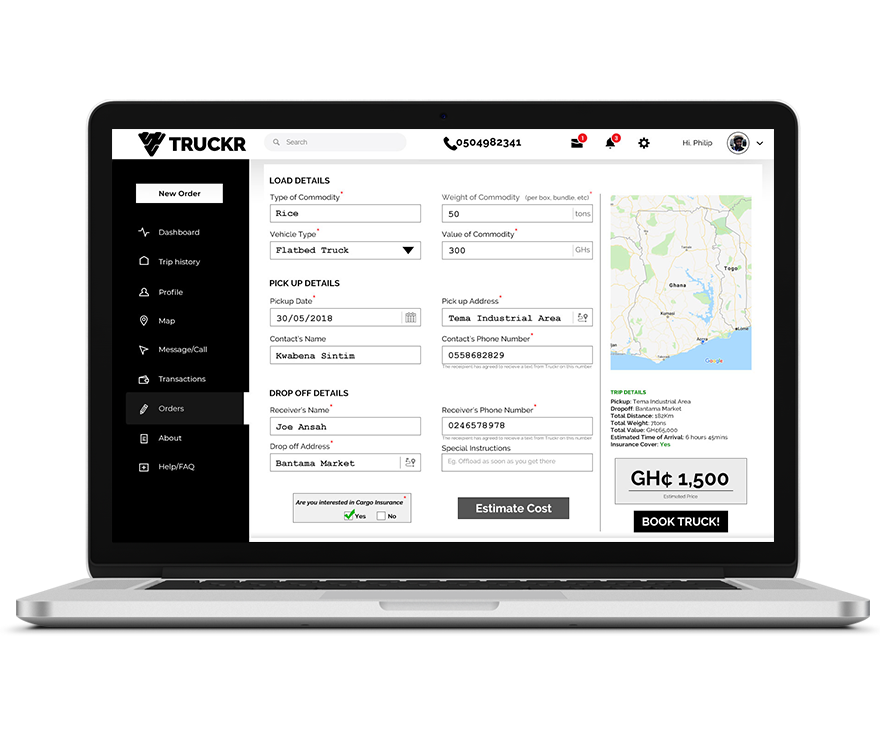 TRUCKR
Search
0504982341
1
3
Hi, Philip
New Order
Dashboard
Trip history
Profile
Map
Message/Call
Transactions
Orders
About
Help/FAQ
LOAD DETAILS
Type of Commodity*
Rice
Weight of Commodity (per box, bundle, etc)*
50 tons
Vehicle Type*
Flatbed Truck
Value of Commodity*
300 GHs
PICK UP DETAILS
Pickup Date*
30/05/2018
Pick up Address*
Tema Industrial Area
Contact's Name
Kwabena Sintim
Contact's Phone Number*
0558682829
The receipeint has agreed to receive a text from Truckr on this number
DROP OFF DETAILS
Receiver's Name*
Joe Ansah
Receiver's Phone Number*
0246578978
The receipeint has agreed to receive a text from Truckr on this number
Drop off Address*
Bantama Market
Special Instructions
Eg. Offload as soon as you get there
Are you interested in Cargo Insurance*
Yes No
Estimate Cost
Togo
Ghana
Kumasi
Accra
Lomé
Google
TRIP DETAILS
Pickup: Tema Industrial Area
Dropoff: Bantama Market
Total Distance: 182Km
Total Weight: 71tons
Total Value: GH¢65,000
Estimated Time of Arrival: 6 hours 45mins
Insurance Cover: Yes
GH¢ 1,500
Estimated Price
BOOK TRUCK!